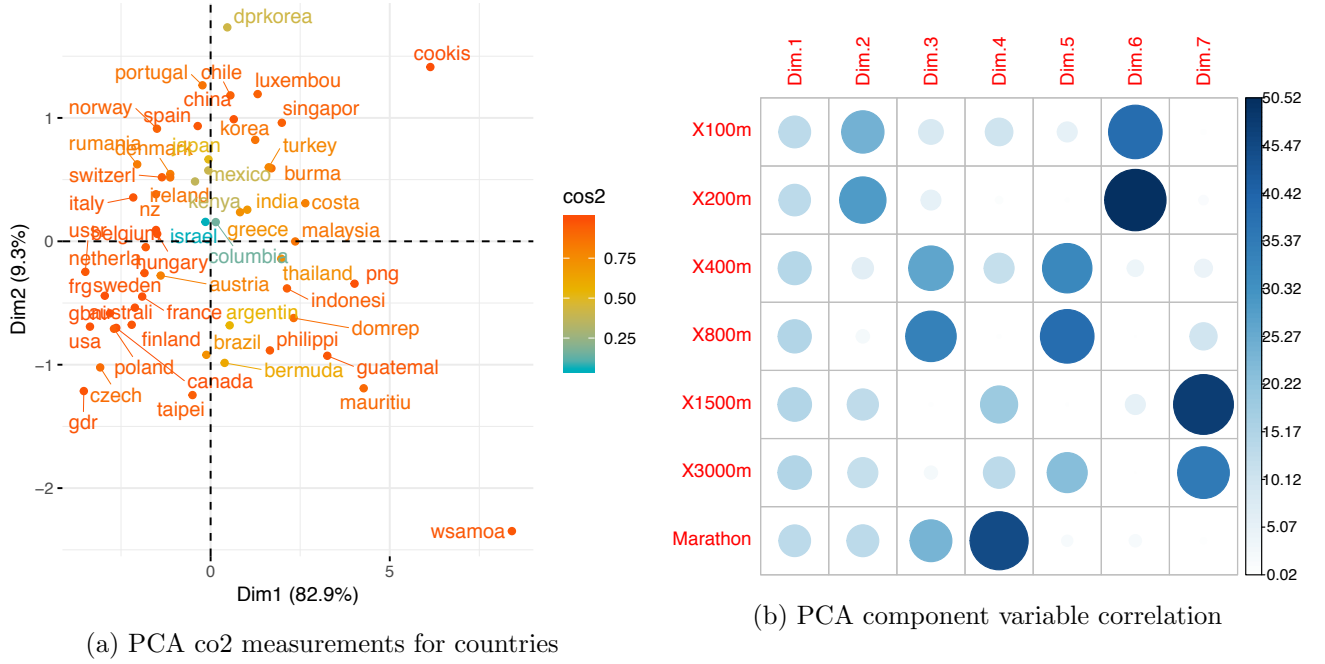 dprkorea
cookis
portugal chile
luxembou
china
norway
spain
singapor
korea
rumania
denmark
japan
turkey
switzerl
mexico
burma
ireland
italy
nz
kenya
india
costa
ussr
belgium
israel
greece
malaysia
netherla
hungary
columbia
frg
sweden
austria
thailand
png
indonesi
gbni
australi
france
argentin
domrep
usa
finland
brazil
philippi
poland
canada
bermuda
guatemal
czech
taipei
mauritiu
gdr
wsamoa
1
0
−1
−2
Dim2 (9.3%)
0
5
Dim1 (82.9%)
cos2
0.75
0.50
0.25
(a) PCA co2 measurements for countries
Dim.1
Dim.2
Dim.3
Dim.4
Dim.5
Dim.6
Dim.7
X100m
X200m
X400m
X800m
X1500m
X3000m
Marathon
50.52
45.47
40.42
35.37
30.32
25.27
20.22
15.17
10.12
5.07
0.02
(b) PCA component variable correlation